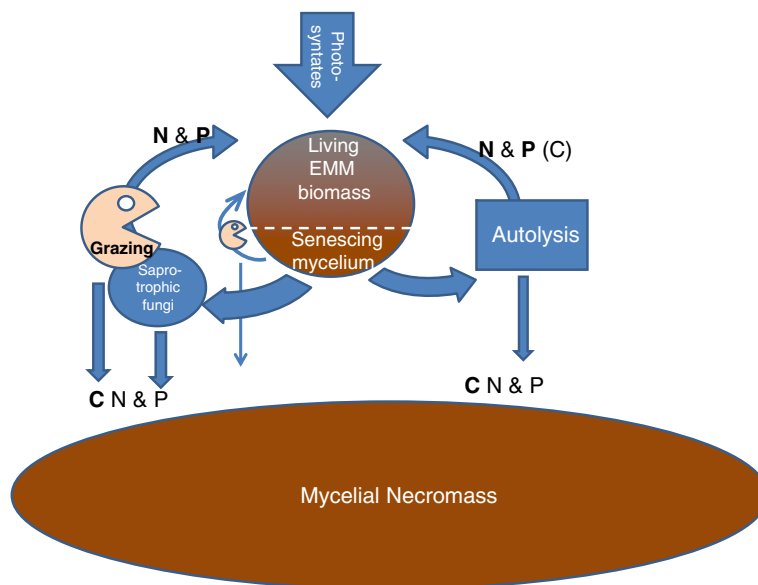 Photo-
syntates
N & P
Living
EMM
biomass
N & P (C)
Grazing
Senescing
mycelium
Autolysis
Sapro-
trophic
fungi
C N & P
C N & P
Mycelial Necromass